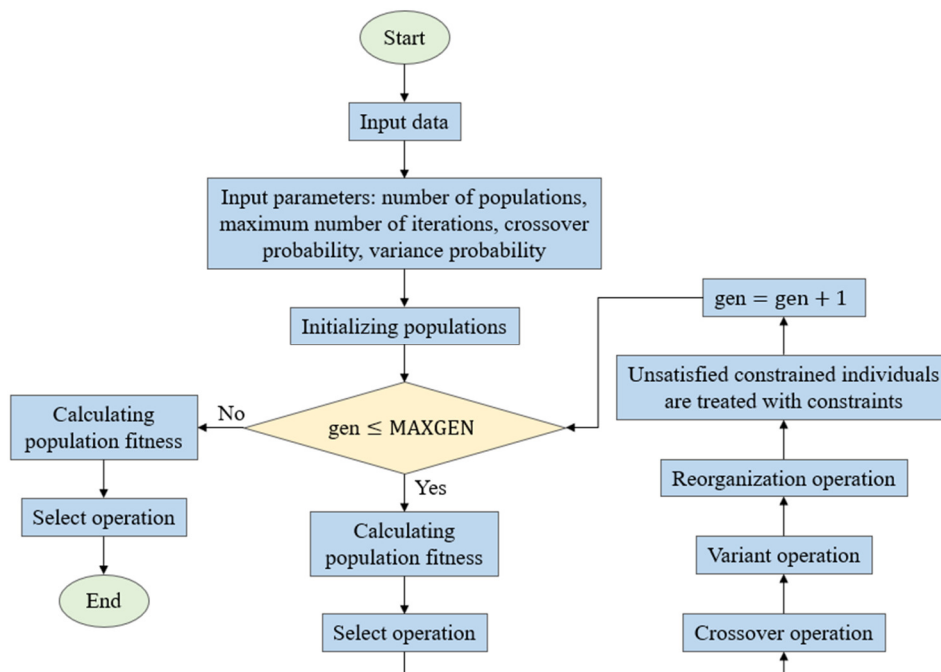 Start
Input data
Input parameters: number of populations,
maximum number of iterations, crossover
probability, variance probability
Initializing populations
gen ≤ MAXGEN
No
Calculating
population fitness
Select operation
End
Yes
Calculating
population fitness
Select operation
Crossover operation
Variant operation
Reorganization operation
Unsatisfied constrained individuals
are treated with constraints
gen = gen + 1